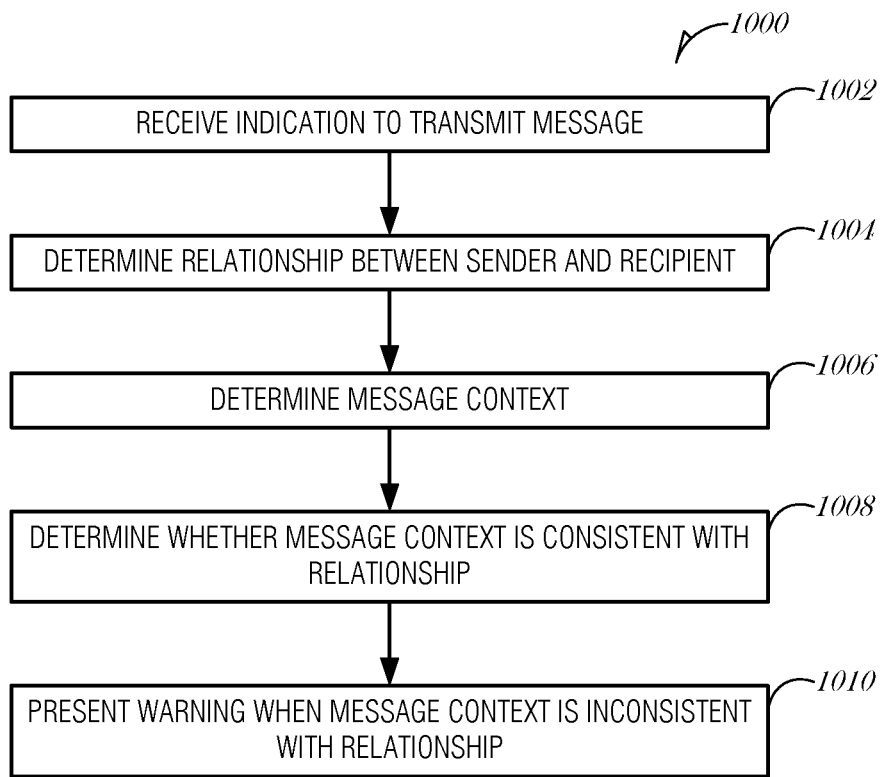 1000
1002
RECEIVE INDICATION TO TRANSMIT MESSAGE
1004
DETERMINE RELATIONSHIP BETWEEN SENDER AND RECIPIENT
1006
DETERMINE MESSAGE CONTEXT
1008
DETERMINE WHETHER MESSAGE CONTEXT IS CONSISTENT WITH
RELATIONSHIP
1010
PRESENT WARNING WHEN MESSAGE CONTEXT IS INCONSISTENT
WITH RELATIONSHIP